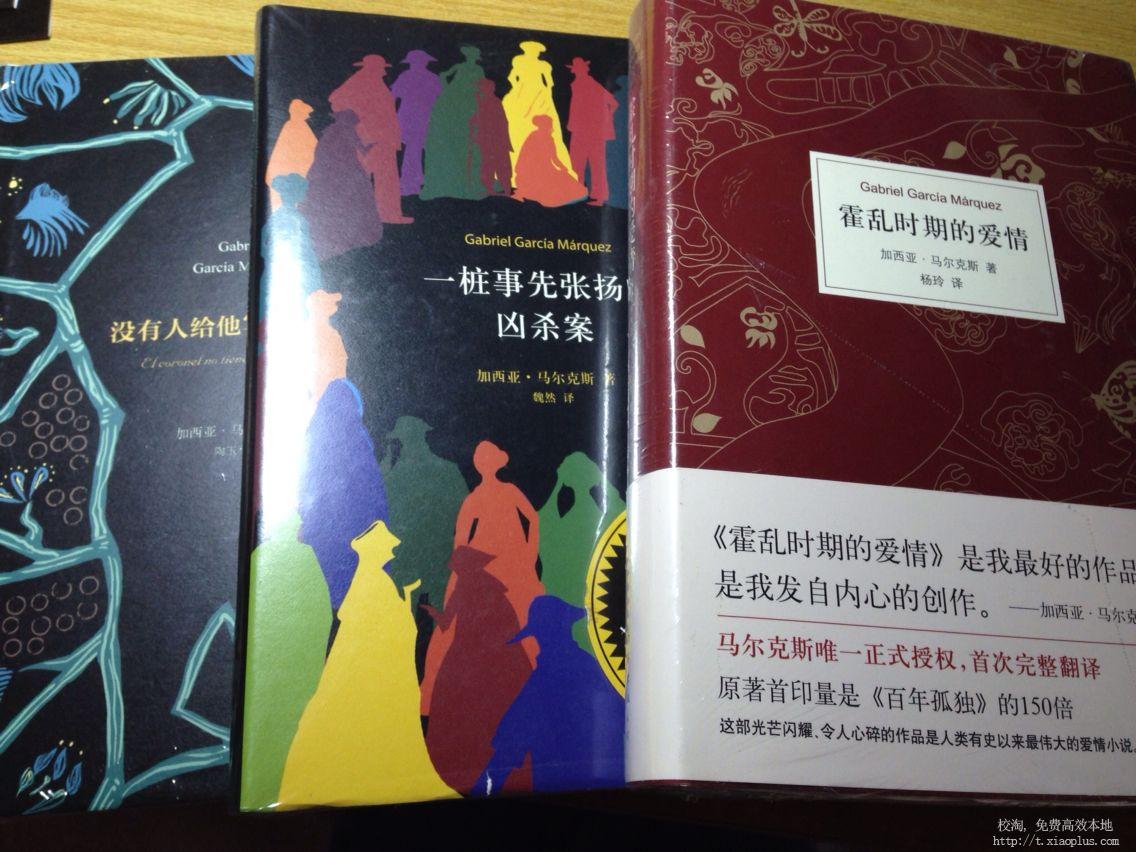 Gabri
García M
没有人给他
El coronel no tiene
加西亚·马
陶玉
Gabriel García Márquez
一桩事先张扬
凶杀案
加西亚·马尔克斯 著
魏然 译
Gabriel García Márquez
霍乱时期的爱情
加西亚·马尔克斯 著
杨玲 译
《霍乱时期的爱情》是我最好的作品
是我发自内心的创作。 ——加西亚·马尔克
马尔克斯唯一正式授权,首次完整翻译
原著首印量是《百年孤独》的150倍
这部光芒闪耀、令人心碎的作品是人类有史以来最伟大的爱情小说。
校淘，免费高效本地
http://t.xiaoplus.com